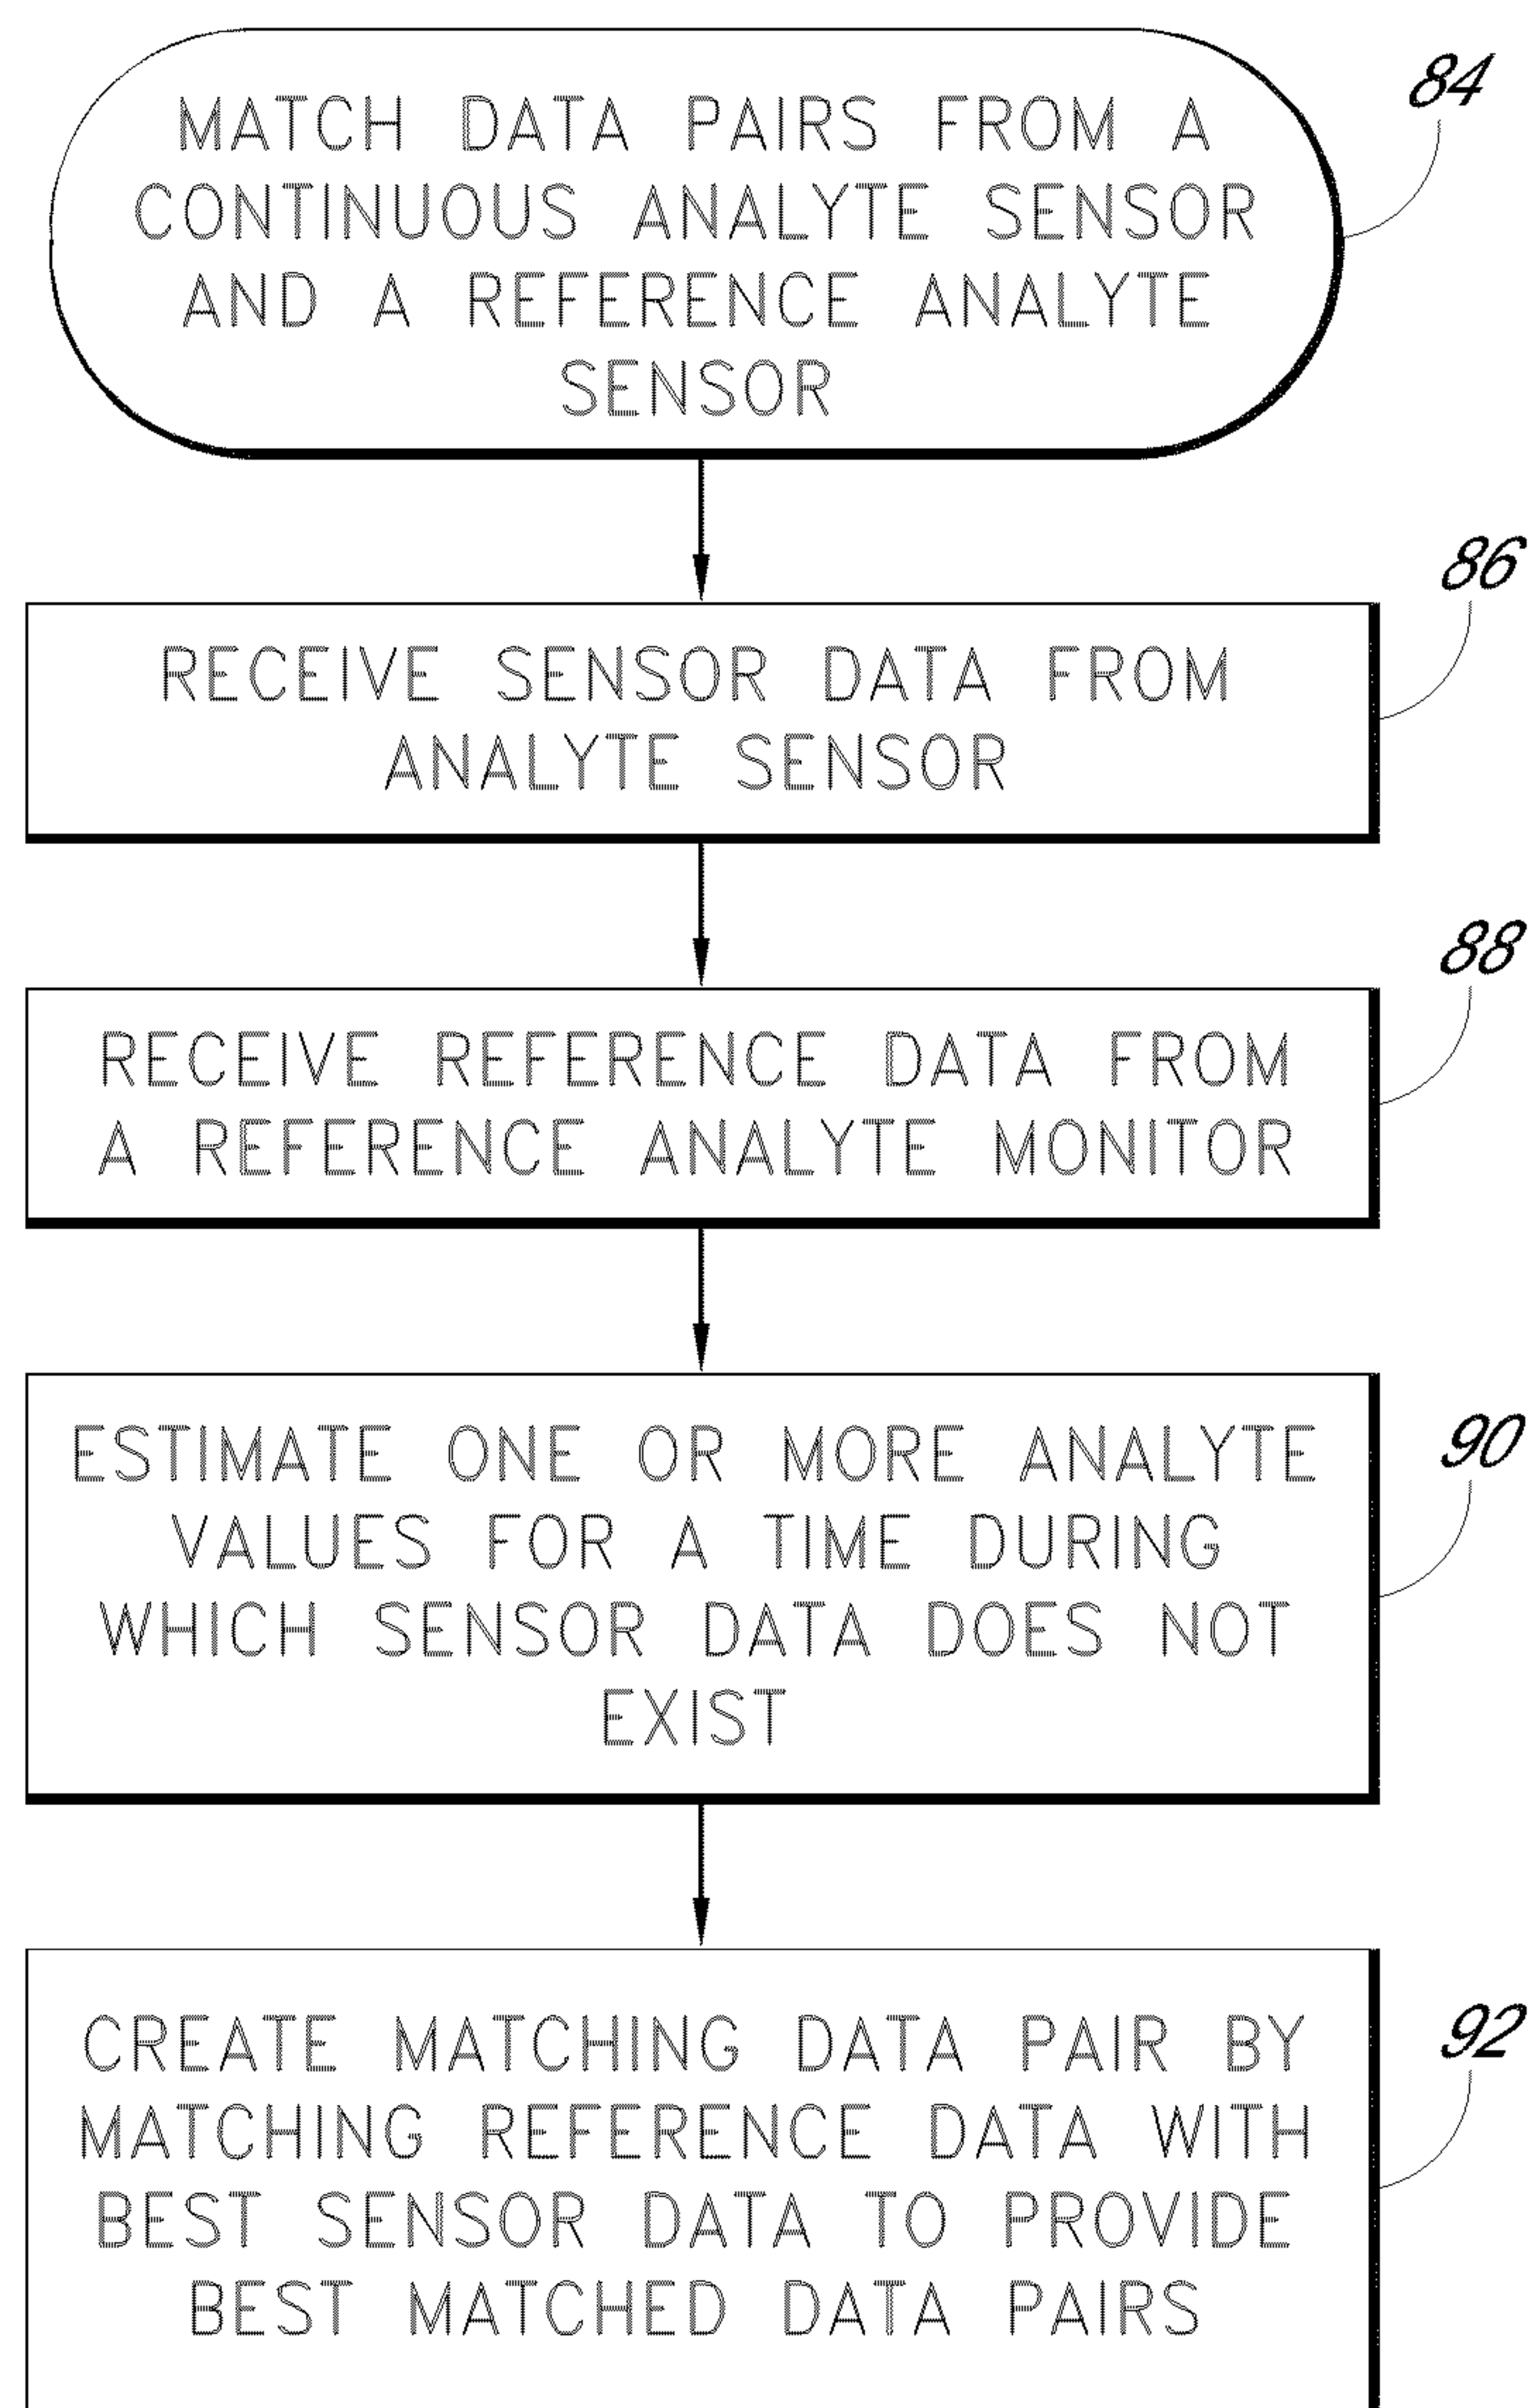 MATCH DATA PAIRS FROM A
CONTINUOUS ANALYTE SENSOR
AND A REFERENCE ANALYTE
SENSOR
84
RECEIVE SENSOR DATA FROM
ANALYTE SENSOR
86
RECEIVE REFERENCE DATA FROM
A REFERENCE ANALYTE MONITOR
88
ESTIMATE ONE OR MORE ANALYTE
VALUES FOR A TIME DURING
WHICH SENSOR DATA DOES NOT
EXIST
90
CREATE MATCHING DATA PAIR BY
MATCHING REFERENCE DATA WITH
BEST SENSOR DATA TO PROVIDE
BEST MATCHED DATA PAIRS
92